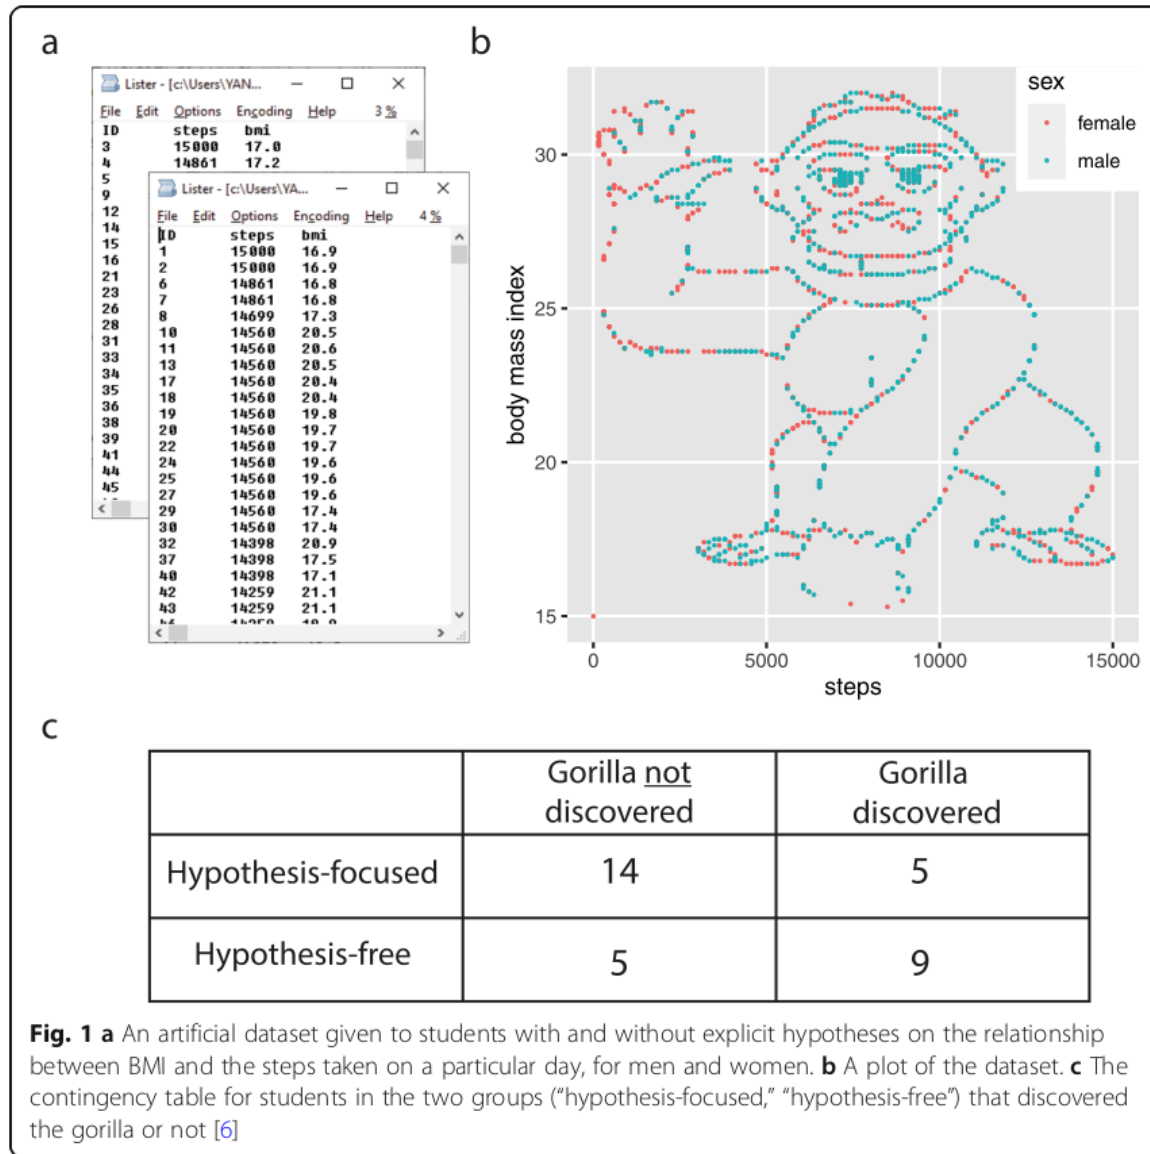 a
b
Lister - [c:\Users\YAN...
File Edit Options Encoding Help 3 %
ID steps bmi
3 15000 17.0
4 14861 17.2
5
9
12
14
15
16
21
23
26
28
31
33
34
35
36
38
39
41
44
45
Lister - [c:\Users\YA...
File Edit Options Encoding Help 4 %
ID steps bmi
1 15000 16.9
2 15000 16.9
6 14861 16.8
7 14861 16.8
8 14699 17.3
10 14560 20.5
11 14560 20.6
13 14560 20.5
17 14560 20.4
18 14560 20.4
19 14560 19.8
20 14560 19.7
22 14560 19.7
24 14560 19.6
25 14560 19.6
27 14560 19.6
29 14560 17.4
30 14560 17.4
32 14398 20.9
37 14398 17.5
40 14398 17.1
42 14259 21.1
43 14259 21.1
sex
female
male
body mass index
30
25
20
15
0 5000 10000 15000
steps
c
Gorilla not discovered
Gorilla discovered
Hypothesis-focused 14 5
Hypothesis-free 5 9
Fig. 1 a An artificial dataset given to students with and without explicit hypotheses on the relationship
between BMI and the steps taken on a particular day, for men and women. b A plot of the dataset. c The
contingency table for students in the two groups (“hypothesis-focused,” “hypothesis-free”) that discovered
the gorilla or not [6]